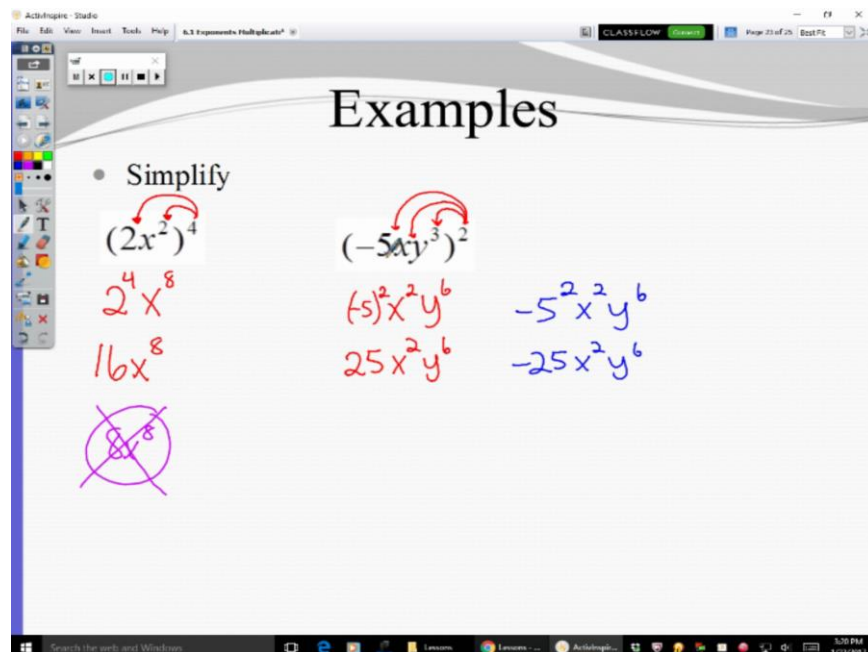 ActivInspire - Studio
File Edit View Insert Tools Help 6.1 Exponents Multiplicati* CLASSFLOW Connect Page 23 of 25 Best Fit
Examples
• Simplify
(2x²)⁴ (-5xy³)²
2⁴x⁸ (-5)²x²y⁶ -5²x²y⁶
16x⁸ 25x²y⁶ -25x²y⁶
8x⁸
Search the web and Windows Lessons Lessons - ... ActivInspir... 3:20 PM